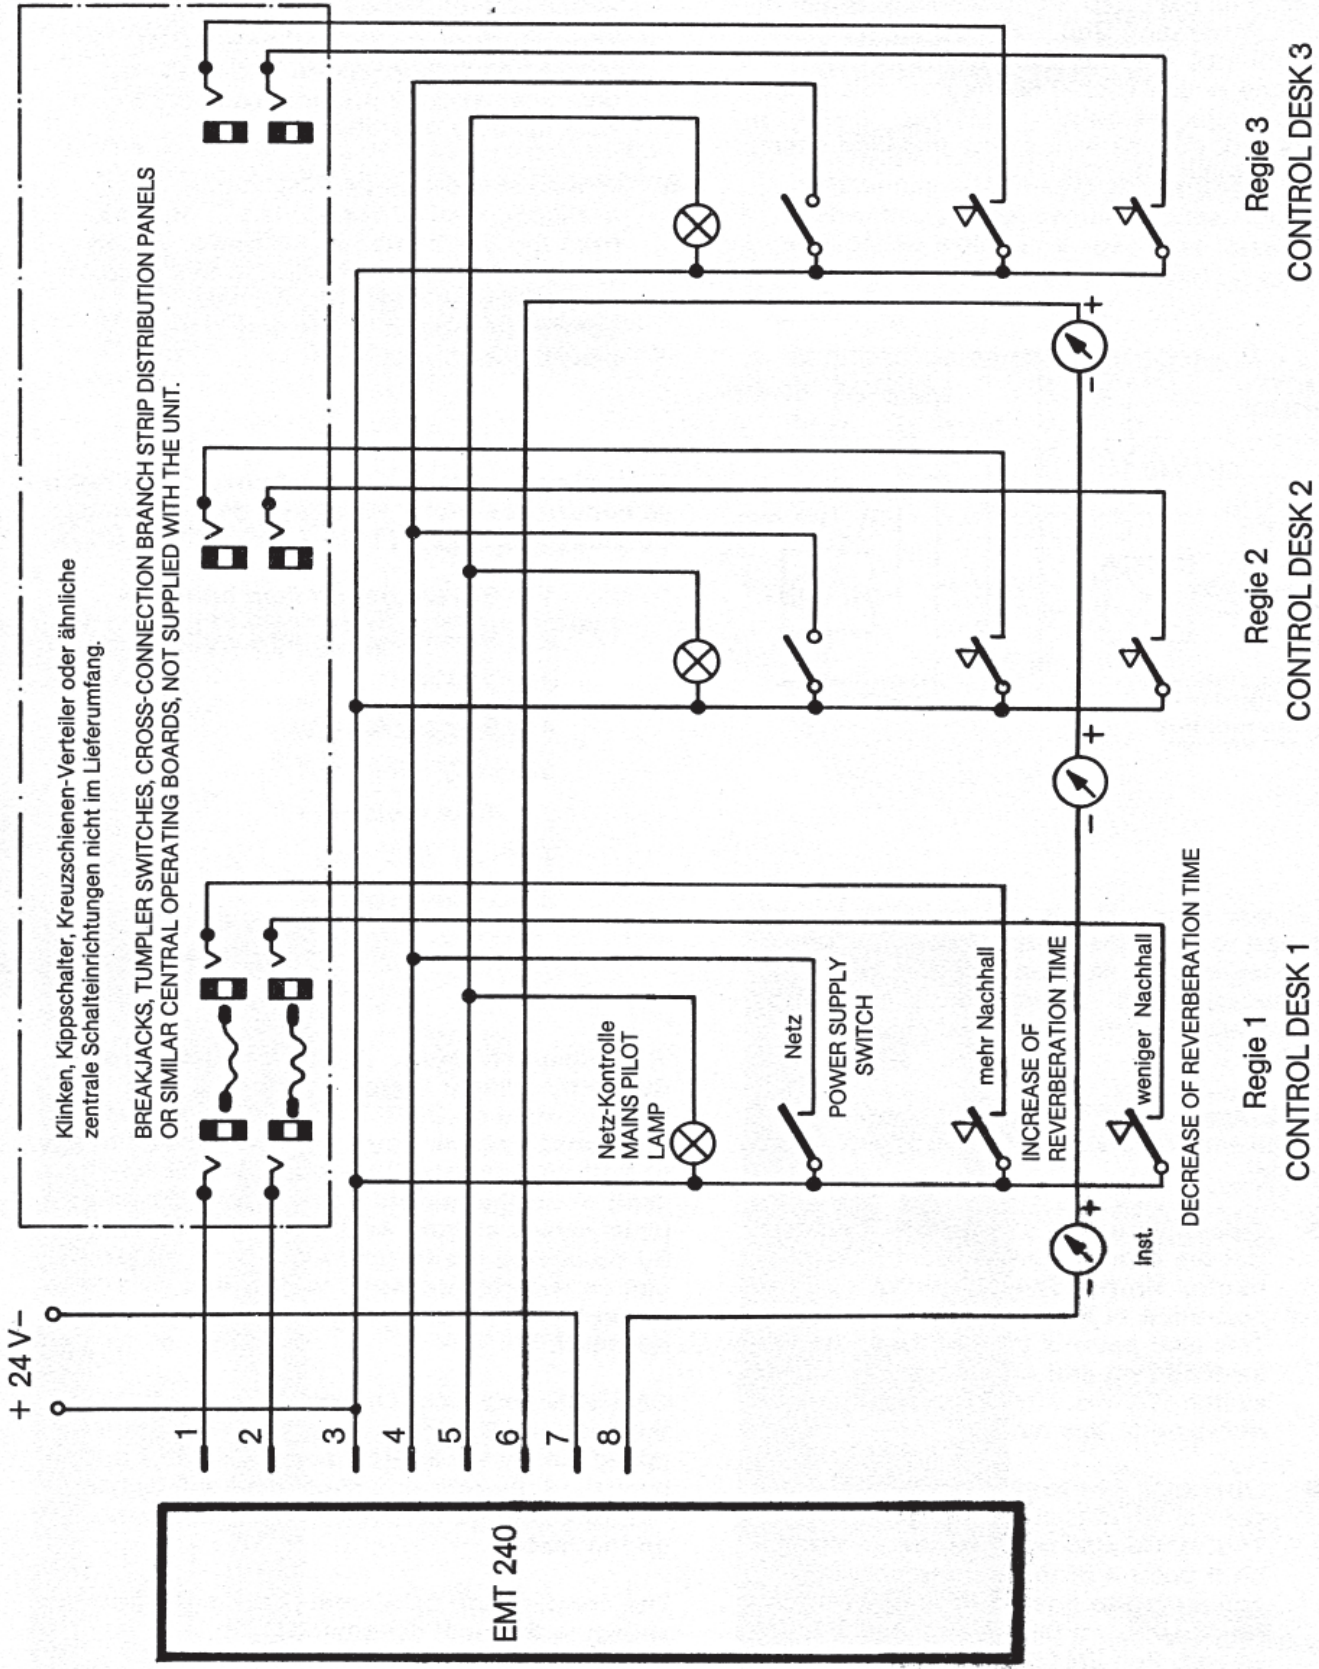 + 24 V-
Klinken, Kippschalter, Kreuzschienen-Verteiler oder ähnliche
zentrale Schalteinrichtungen nicht im Lieferumfang.
BREAKJACKS, TUMPLER SWITCHES, CROSS-CONNECTION BRANCH STRIP DISTRIBUTION PANELS
OR SIMILAR CENTRAL OPERATING BOARDS, NOT SUPPLIED WITH THE UNIT.
1
2
3
4
5
6
7
8
EMT 240
Netz-Kontrolle
MAINS PILOT
LAMP
Netz
POWER SUPPLY
SWITCH
mehr Nachhall
INCREASE OF
REVERBERATION TIME
- +
- +
- +
Inst.
weniger Nachhall
DECREASE OF REVERBERATION TIME
Regie 1
CONTROL DESK 1
Regie 2
CONTROL DESK 2
Regie 3
CONTROL DESK 3